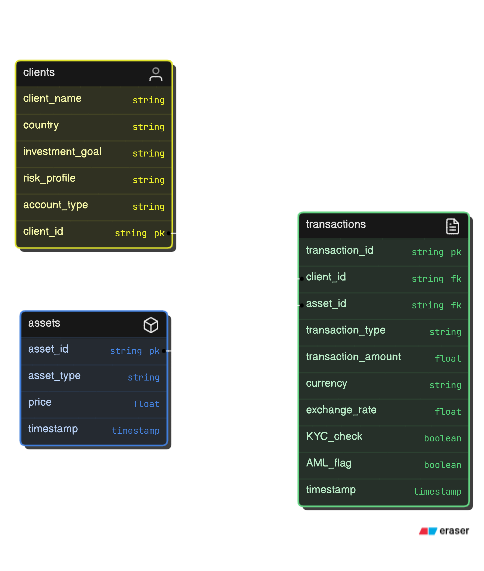 clients
client_name string
country string
investment_goal string
risk_profile string
account_type string
client_id string pk
transactions
transaction_id string pk
client_id string fk
asset_id string fk
transaction_type string
transaction_amount float
currency string
exchange_rate float
KYC_check boolean
AML_flag boolean
timestamp timestamp
assets
asset_id string pk
asset_type string
price float
timestamp timestamp
eraser